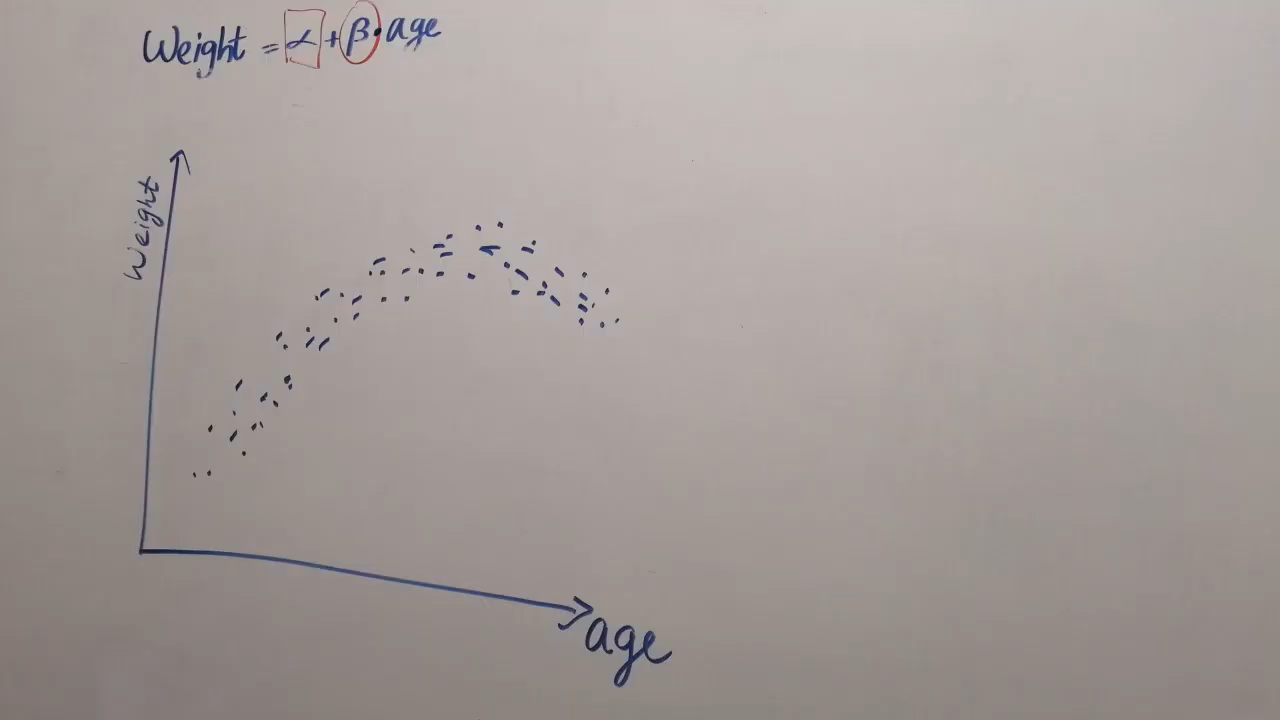 Weight = α + β · age
Weight
age